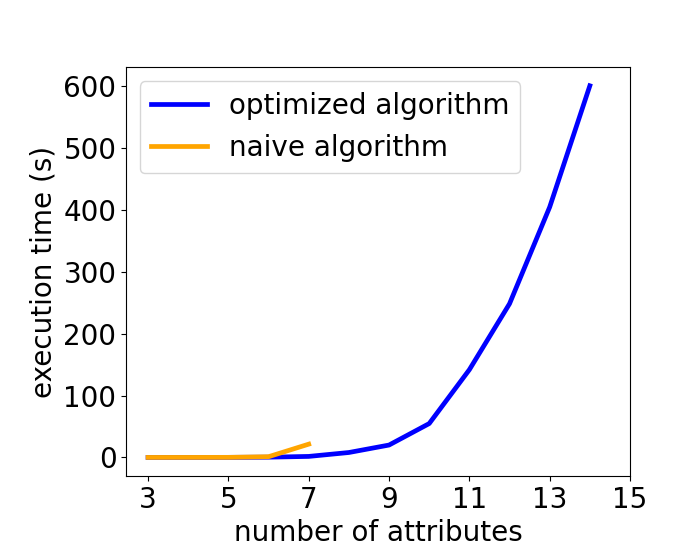 optimized algorithm
naive algorithm
execution time (s)
600
500
400
300
200
100
0
3 5 7 9 11 13 15
number of attributes